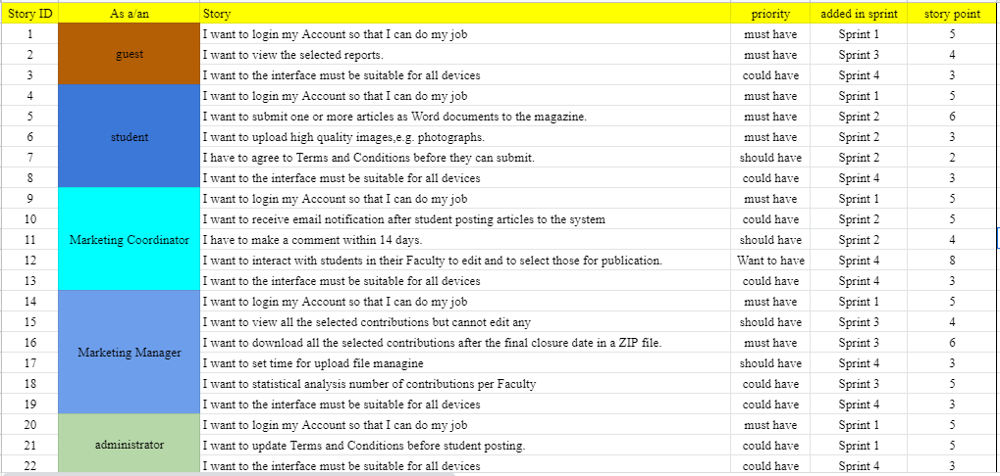 Story ID As a/an Story priority added in sprint story point
1 I want to login my Account so that I can do my job must have Sprint 1 5
guest
2 I want to view the selected reports. must have Sprint 3 4
3 I want to the interface must be suitable for all devices could have Sprint 4 3
4 I want to login my Account so that I can do my job must have Sprint 1 5
5 I want to submit one or more articles as Word documents to the magazine. must have Sprint 2 6
student
6 I want to upload high quality images,e.g. photographs. must have Sprint 2 3
7 I have to agree to Terms and Conditions before they can submit. should have Sprint 2 2
8 I want to the interface must be suitable for all devices could have Sprint 4 3
9 I want to login my Account so that I can do my job must have Sprint 1 5
10 I want to receive email notification after student posting articles to the system could have Sprint 2 5
Marketing Coordinator
11 I have to make a comment within 14 days. should have Sprint 2 4
12 I want to interact with students in their Faculty to edit and to select those for publication. Want to have Sprint 4 8
13 I want to the interface must be suitable for all devices could have Sprint 4 3
14 I want to login my Account so that I can do my job must have Sprint 1 5
15 I want to view all the selected contributions but cannot edit any should have Sprint 3 4
16 I want to download all the selected contributions after the final closure date in a ZIP file. must have Sprint 3 6
Marketing Manager
17 I want to set time for upload file managine should have Sprint 4 3
18 I want to statistical analysis number of contributions per Faculty could have Sprint 3 5
19 I want to the interface must be suitable for all devices could have Sprint 4 3
20 I want to login my Account so that I can do my job must have Sprint 1 5
administrator
21 I want to update Terms and Conditions before student posting. could have Sprint 1 5
22 I want to the interface must be suitable for all devices could have Sprint 4 3